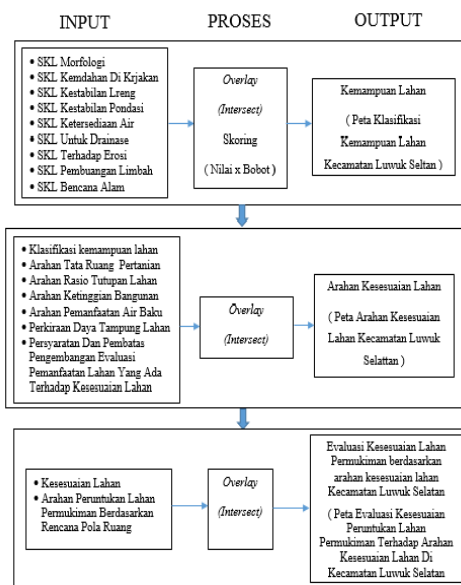 INPUT
PROSES
OUTPUT
• SKL Morfologi
• SKL Kemdahan Di Krjakan
• SKL Kestabilan Lreng
• SKL Kestabilan Pondasi
• SKL Ketersediaan Air
• SKL Untuk Drainase
• SKL Terhadap Erosi
• SKL Pembuangan Limbah
• SKL Bencana Alam
Overlay
(Intersect)
Skoring
( Nilai x Bobot )
Kemampuan Lahan
( Peta Klasifikasi
Kemampuan Lahan
Kecamatan Luwuk Seltan )
• Klasifikasi kemampuan lahan
• Arahan Tata Ruang Pertanian
• Arahan Rasio Tutupan Lahan
• Arahan Ketinggian Bangunan
• Arahan Pemanfaatan Air Baku
• Perkiraan Daya Tampung Lahan
• Persyaratan Dan Pembatas
Pengembangan Evaluasi
Pemanfaatan Lahan Yang Ada
Terhadap Kesesuaian Lahan
Overlay
(Intersect)
Arahan Kesesuaian Lahan
( Peta Arahan Kesesuaian
Lahan Kecamatan Luwuk
Selattan )
• Kesesuaian Lahan
• Arahan Peruntukan Lahan
Permukiman Berdasarkan
Rencana Pola Ruang
Overlay
(Intersect)
Evaluasi Kesesuaian Lahan
Permukiman berdasarkan
arahan kesesuaian lahan
Kecamatan Luwuk Selatan
( Peta Evaluasi Kesesuaian
Peruntukan Lahan
Permukiman Terhadap Arahan
Kesesuaian Lahan Di
Kecamatan Luwuk Selatan